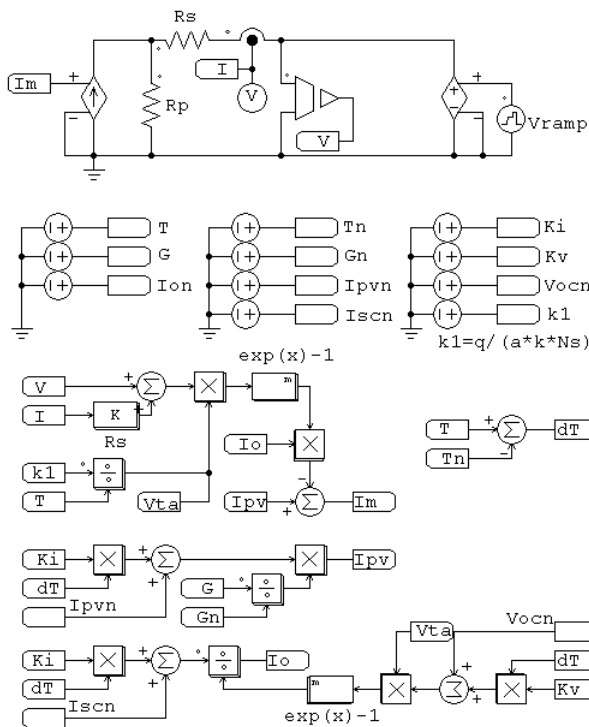 Rs
I
V
Im
Rp
Vramp
V
T
G
Ion
Tn
Gn
Ipvn
Iscn
Ki
Kv
Vocn
k1
k1=q/(a*k*Ns)
exp(x)-1
V
I
K
Rs
m
Io
k1
T
Vta
Ipv
Im
T
Tn
dT
Ki
dT
Ipvn
G
Gn
Ipv
Ki
dT
Iscn
Io
m
exp(x)-1
Vta
Vocn
dT
Kv